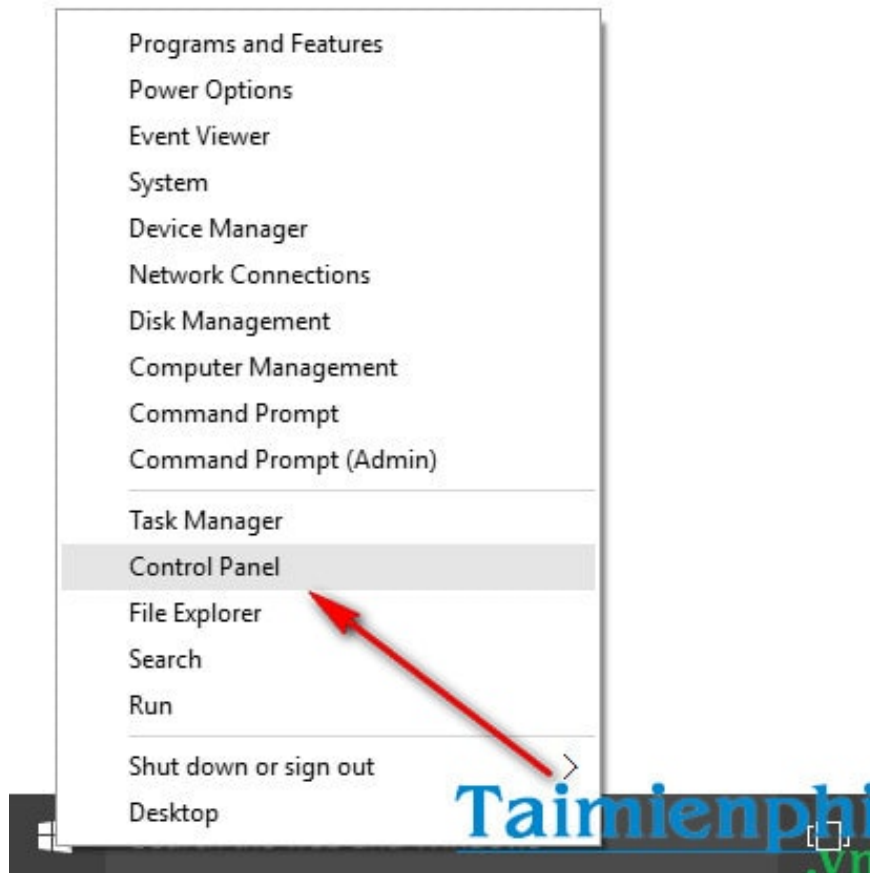 Programs and Features
Power Options
Event Viewer
System
Device Manager
Network Connections
Disk Management
Computer Management
Command Prompt
Command Prompt (Admin)
Task Manager
Control Panel
File Explorer
Search
Run
Shut down or sign out
Desktop
Taimienphi
.vn